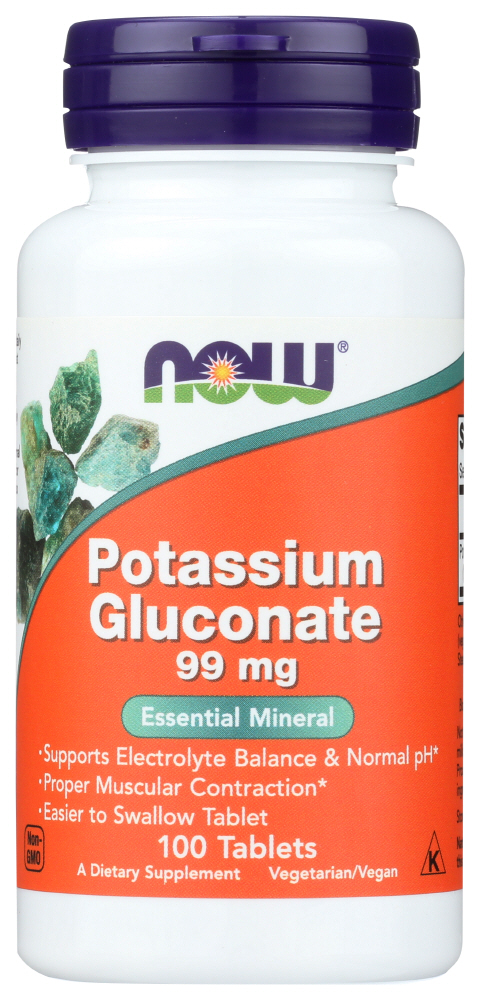 now®
Potassium
Gluconate
99 mg
Essential Mineral
•Supports Electrolyte Balance & Normal pH*
•Proper Muscular Contraction*
•Easier to Swallow Tablet
100 Tablets
A Dietary Supplement Vegetarian/Vegan
Non-
GMO
K